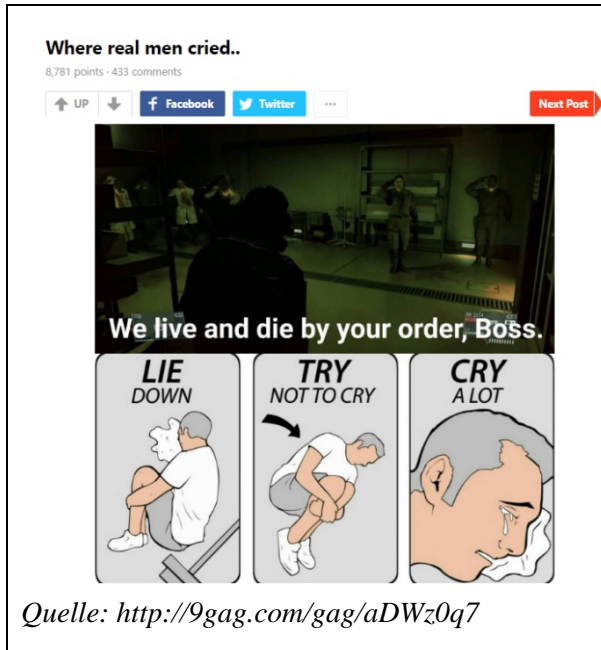 Where real men cried..
8,781 points · 433 comments
UP
Facebook
Twitter
...
Next Post
We live and die by your order, Boss.
LIE
DOWN
TRY
NOT TO CRY
CRY
A LOT
Quelle: http://9gag.com/gag/aDWz0q7